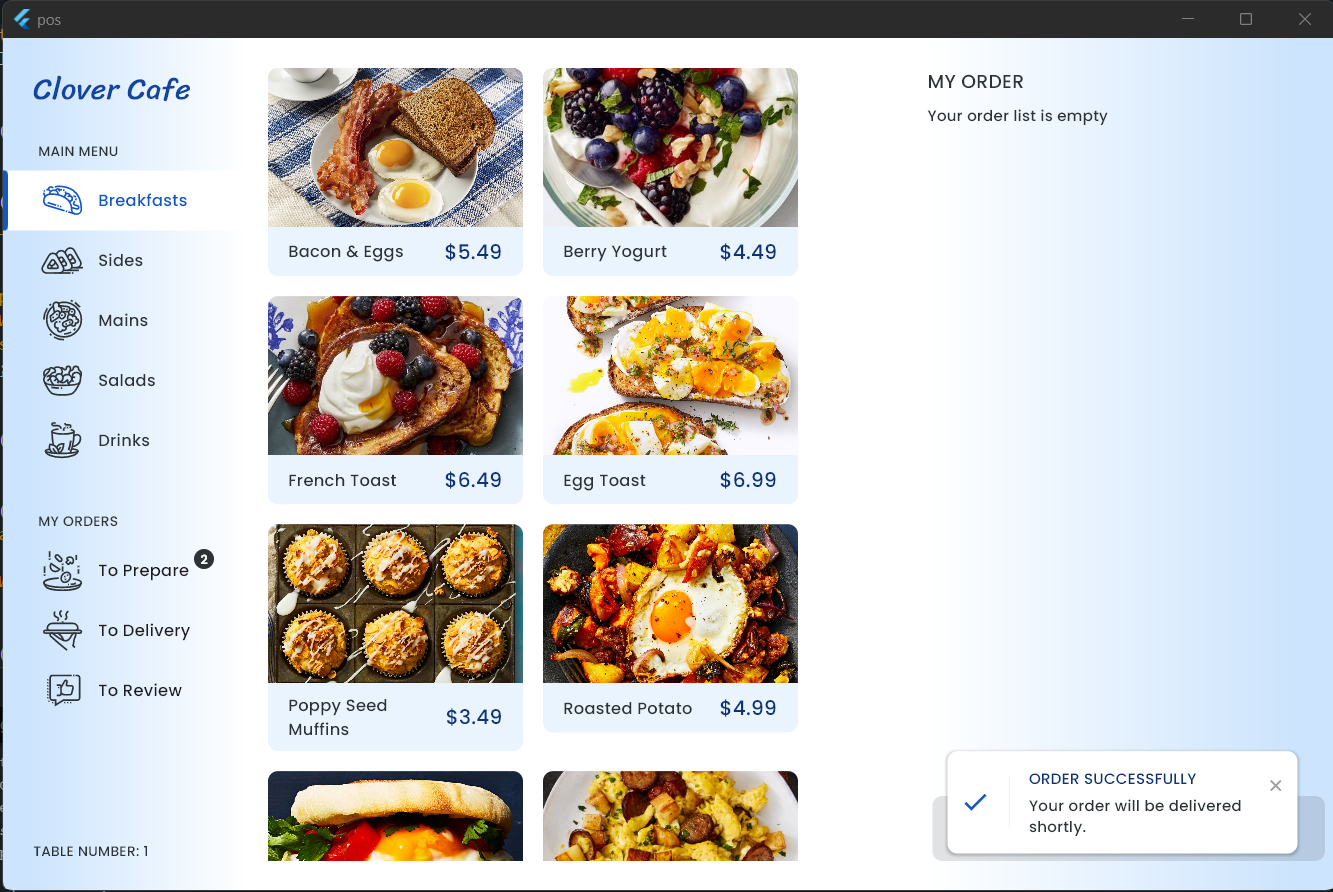 pos
Clover Cafe
MAIN MENU
Breakfasts
Sides
Mains
Salads
Drinks
MY ORDERS
To Prepare 2
To Delivery
To Review
TABLE NUMBER: 1
Bacon & Eggs $5.49
Berry Yogurt $4.49
French Toast $6.49
Egg Toast $6.99
Poppy Seed
Muffins
$3.49
Roasted Potato $4.99
MY ORDER
Your order list is empty
ORDER SUCCESSFULLY
Your order will be delivered
shortly.